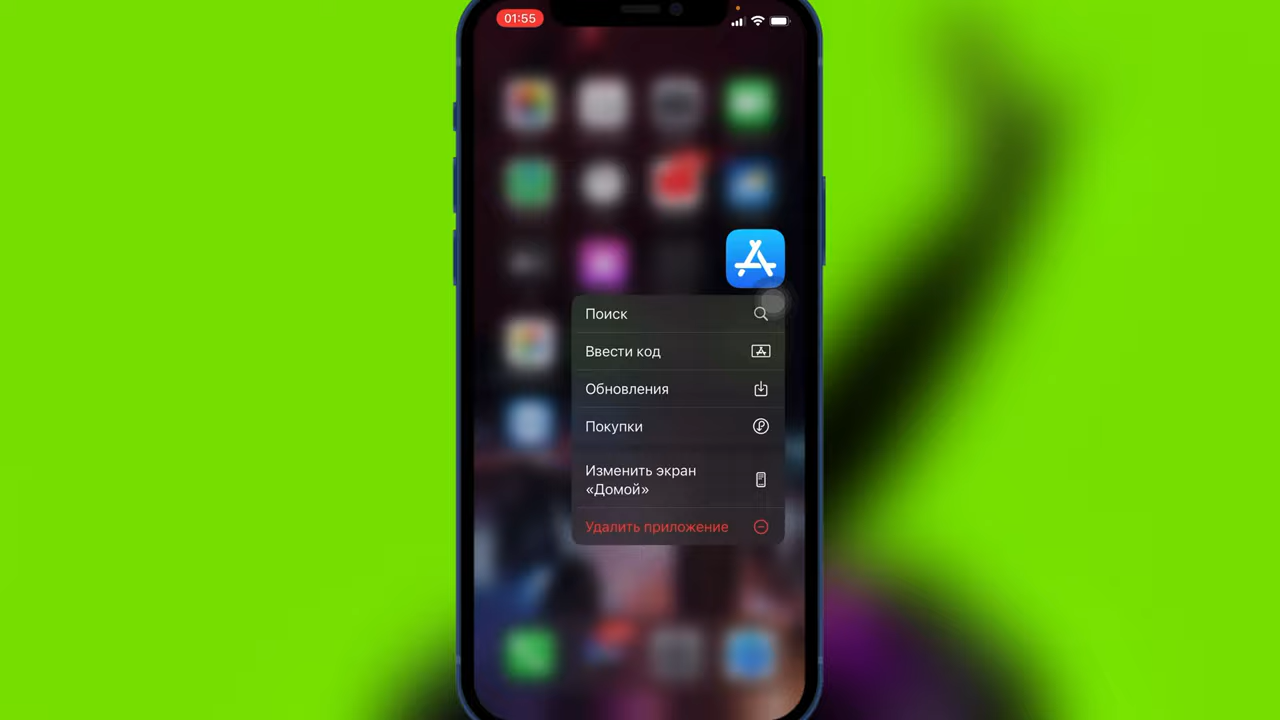 01:55
Поиск
Ввести код
Обновления
Покупки
Изменить экран
«Домой»
Удалить приложение